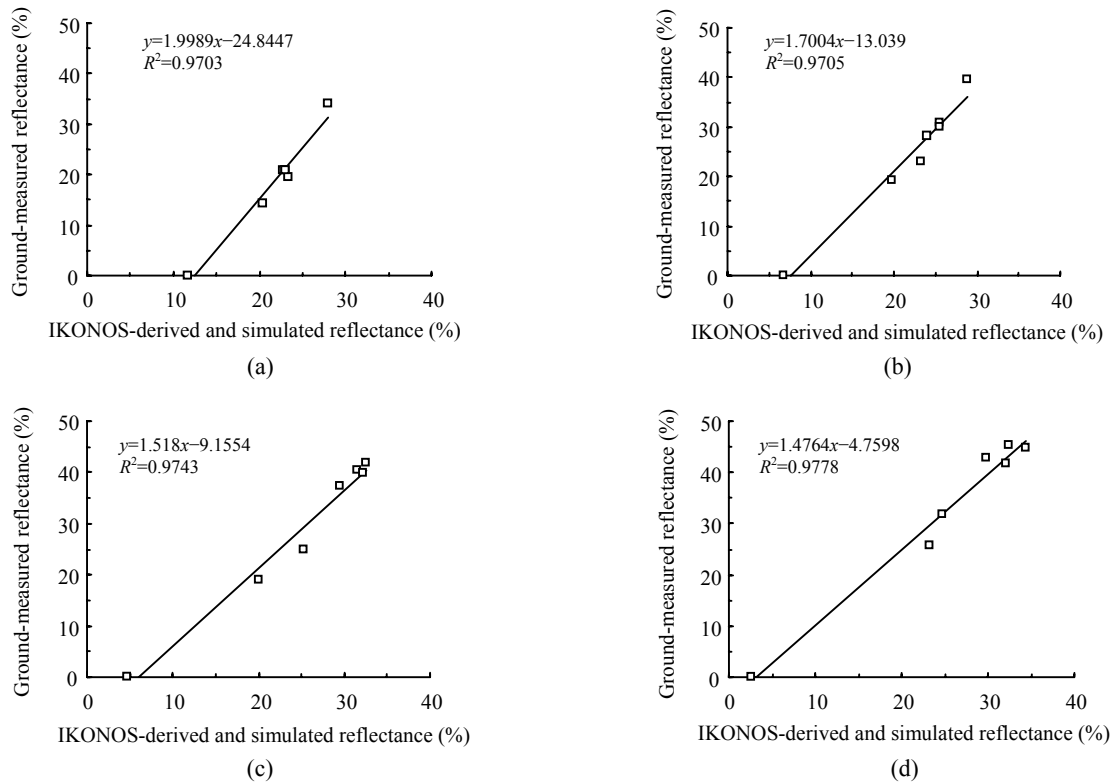 y=1.9989x−24.8447
R²=0.9703
Ground-measured reflectance (%)
50
40
30
20
10
0
0 10 20 30 40
IKONOS-derived and simulated reflectance (%)
(a)
y=1.7004x−13.039
R²=0.9705
Ground-measured reflectance (%)
50
40
30
20
10
0
0 10 20 30 40
IKONOS-derived and simulated reflectance (%)
(b)
y=1.518x−9.1554
R²=0.9743
Ground-measured reflectance (%)
50
40
30
20
10
0
0 10 20 30 40
IKONOS-derived and simulated reflectance (%)
(c)
y=1.4764x−4.7598
R²=0.9778
Ground-measured reflectance (%)
50
40
30
20
10
0
0 10 20 30 40
IKONOS-derived and simulated reflectance (%)
(d)